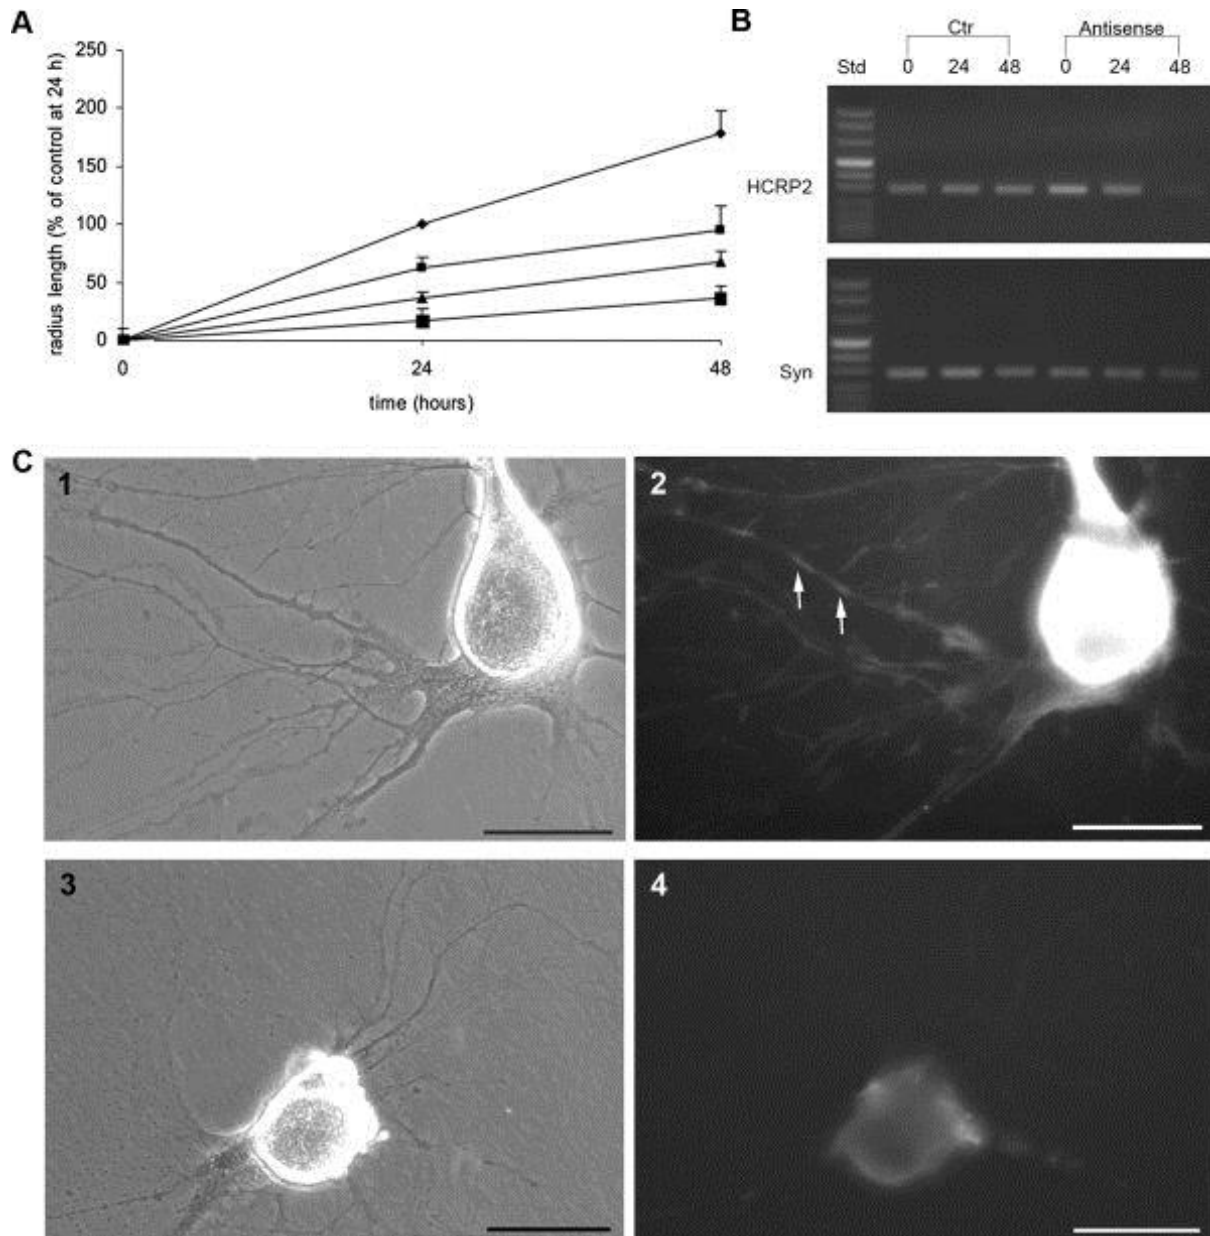 A
radius length (% of control at 24 h)
250
200
150
100
50
0
0 24 48
time (hours)
B
Ctr Antisense
Std 0 24 48 0 24 48
HCRP2
Syn
C
1
2
3
4